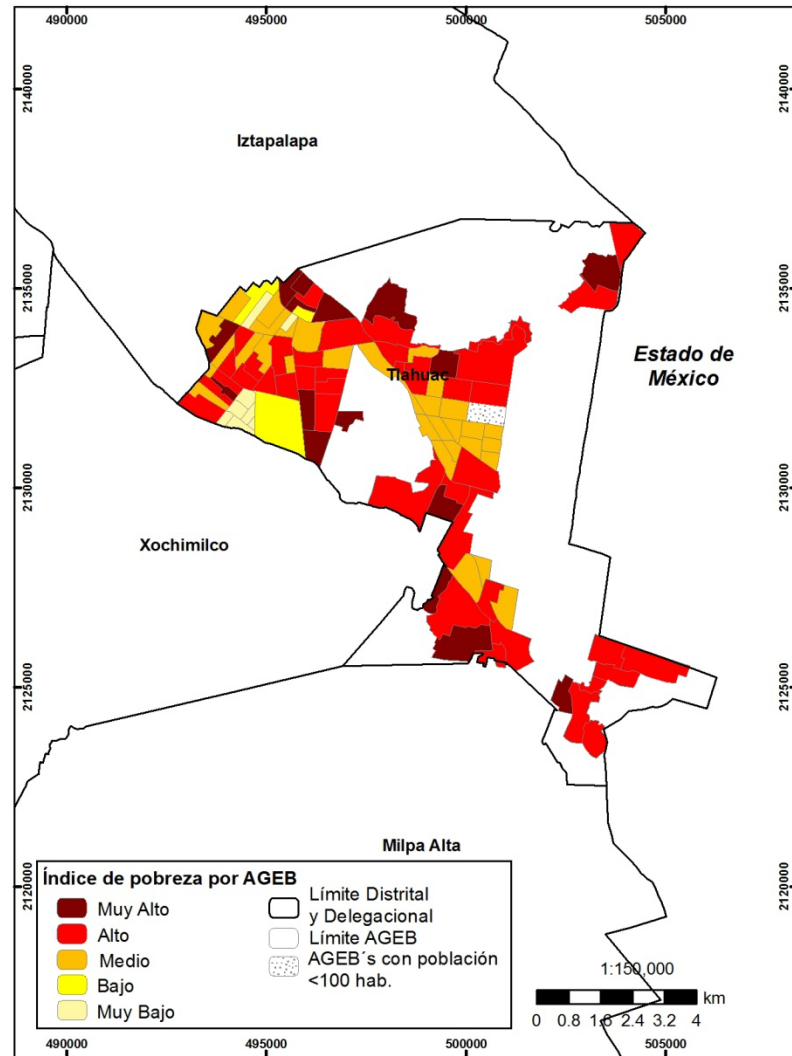 490000 495000 500000 505000
2140000 2140000
Iztapalapa
2135000 2135000
Estado de
México
Tlahuac
2130000 2130000
Xochimilco
2125000 2125000
Milpa Alta
2120000 2120000
Índice de pobreza por AGEB
Muy Alto
Alto
Medio
Bajo
Muy Bajo
Límite Distrital
y Delegacional
Límite AGEB
AGEB´s con población
<100 hab.
1:150,000
km
0 0.8 1.6 2.4 3.2 4
490000 495000 500000 505000